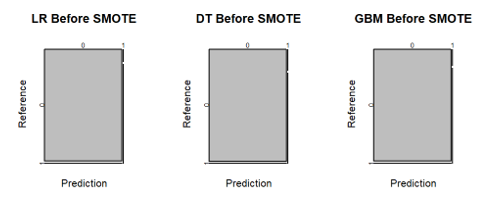 LR Before SMOTE
DT Before SMOTE
GBM Before SMOTE
0 1
0 1
0 1
Reference
0
Reference
0
Reference
0
Prediction
Prediction
Prediction